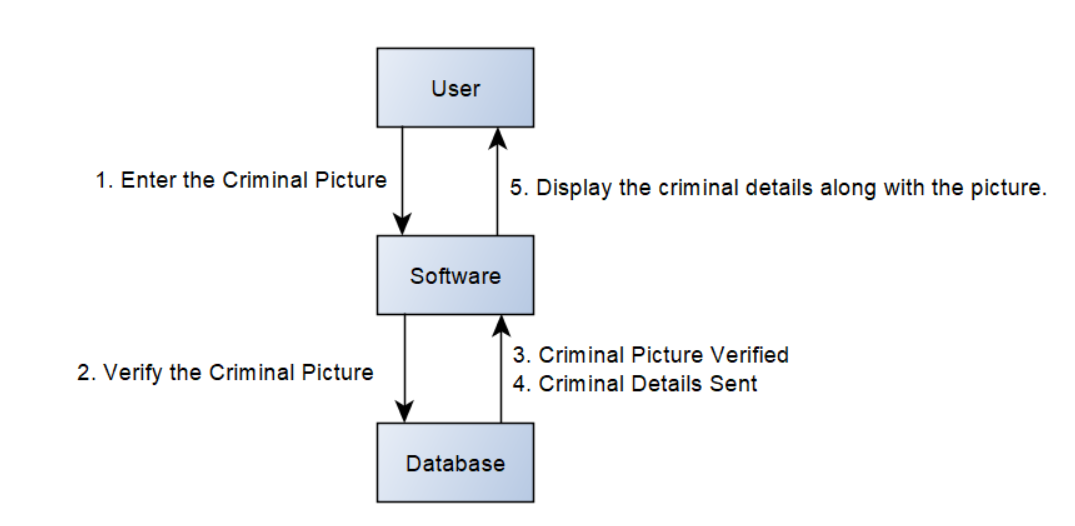 User
1. Enter the Criminal Picture
5. Display the criminal details along with the picture.
Software
2. Verify the Criminal Picture
3. Criminal Picture Verified
4. Criminal Details Sent
Database